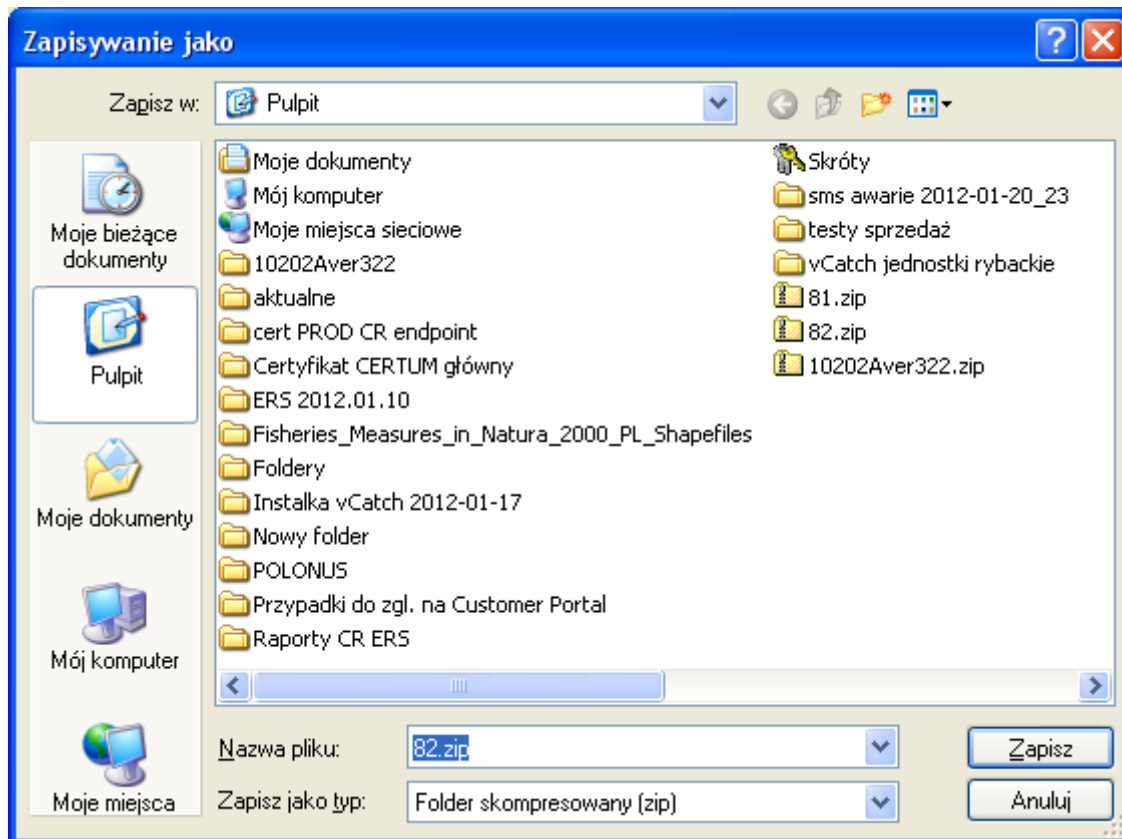 Zapisywanie jako
Zapisz w:
Pulpit
Moje bieżące
dokumenty
Pulpit
Moje dokumenty
Mój komputer
Moje miejsca
Moje dokumenty
Mój komputer
Moje miejsca sieciowe
10202Aver322
aktualne
cert PROD CR endpoint
Certyfikat CERTUM główny
ERS 2012.01.10
Fisheries_Measures_in_Natura_2000_PL_Shapefiles
Foldery
Instalka vCatch 2012-01-17
Nowy folder
POLONUS
Przypadki do zgl. na Customer Portal
Raporty CR ERS
Skróty
sms awarie 2012-01-20_23
testy sprzedaż
vCatch jednostki rybackie
81.zip
82.zip
10202Aver322.zip
Nazwa pliku:
82.zip
Zapisz
Zapisz jako typ:
Folder skompresowany (zip)
Anuluj